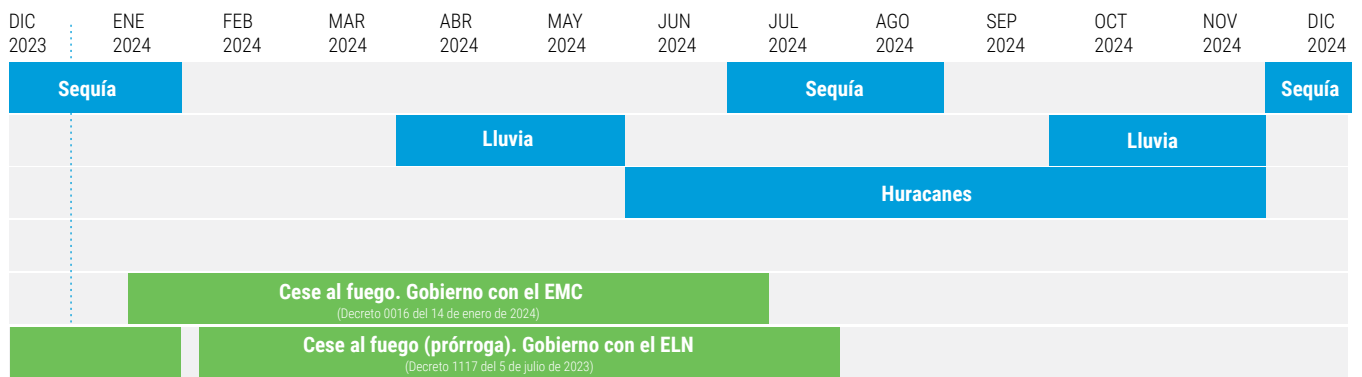 DIC ENE FEB MAR ABR MAY JUN JUL AGO SEP OCT NOV DIC
2023 2024 2024 2024 2024 2024 2024 2024 2024 2024 2024 2024 2024
Sequía Sequía Sequía
Lluvia Lluvia
Huracanes
Cese al fuego. Gobierno con el EMC
(Decreto 0016 del 14 de enero de 2024)
Cese al fuego (prórroga). Gobierno con el ELN
(Decreto 1117 del 5 de julio de 2023)